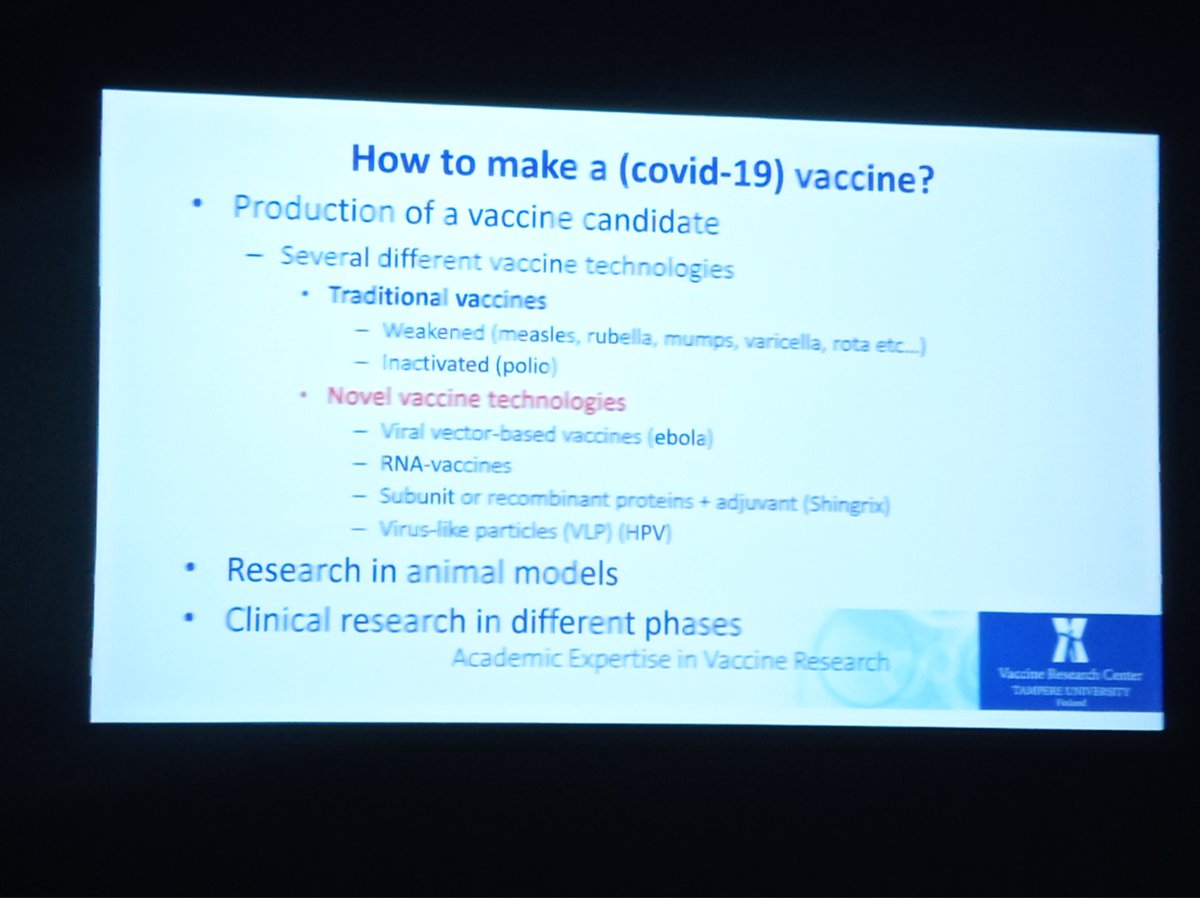 How to make a (covid-19) vaccine?
• Production of a vaccine candidate
– Several different vaccine technologies
• Traditional vaccines
– Weakened (measles, rubella, mumps, varicella, rota etc...)
– Inactivated (polio)
• Novel vaccine technologies
– Viral vector-based vaccines (ebola)
– RNA-vaccines
– Subunit or recombinant proteins + adjuvant (Shingrix)
– Virus-like particles (VLP) (HPV)
• Research in animal models
• Clinical research in different phases
Academic Expertise in Vaccine Research
Vaccine Research Center
TAMPERE UNIVERSITY
Finland